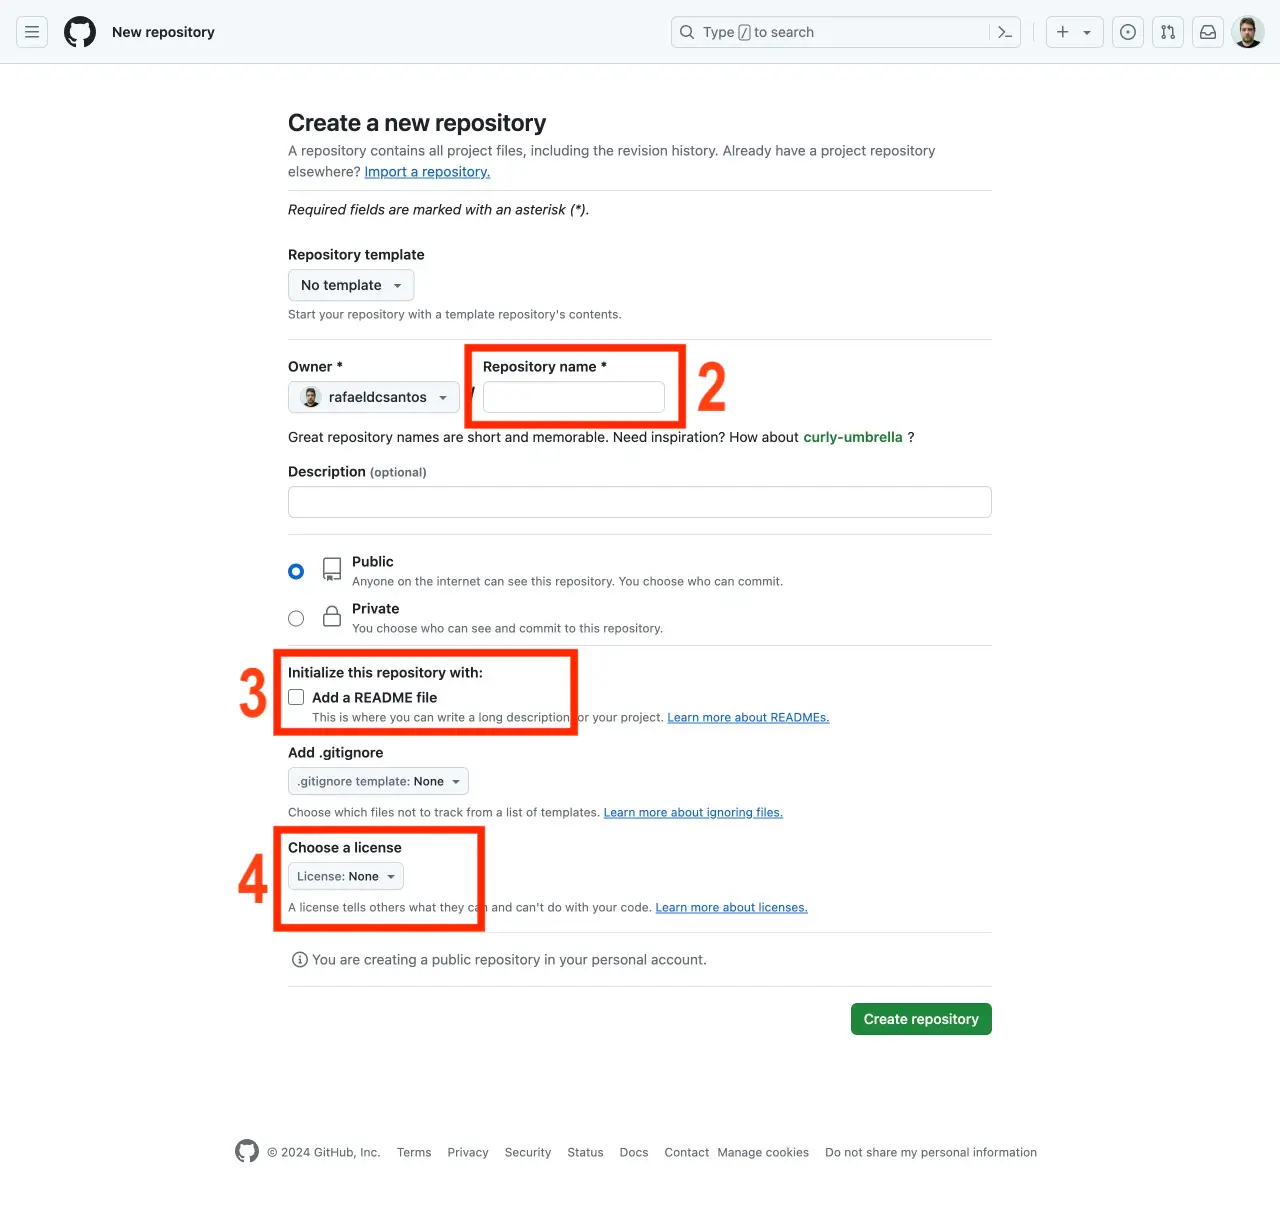 New repository
Type / to search
Create a new repository
A repository contains all project files, including the revision history. Already have a project repository
elsewhere? Import a repository.
Required fields are marked with an asterisk (*).
Repository template
No template
Start your repository with a template repository's contents.
Owner *
Repository name *
2
rafaeldcsantos
/
Great repository names are short and memorable. Need inspiration? How about curly-umbrella ?
Description (optional)
Public
Anyone on the internet can see this repository. You choose who can commit.
Private
You choose who can see and commit to this repository.
3
Initialize this repository with:
Add a README file
This is where you can write a long description or your project. Learn more about READMEs.
Add .gitignore
.gitignore template: None
Choose which files not to track from a list of templates. Learn more about ignoring files.
4
Choose a license
License: None
A license tells others what they can and can't do with your code. Learn more about licenses.
You are creating a public repository in your personal account.
Create repository
© 2024 GitHub, Inc. Terms Privacy Security Status Docs Contact Manage cookies Do not share my personal information